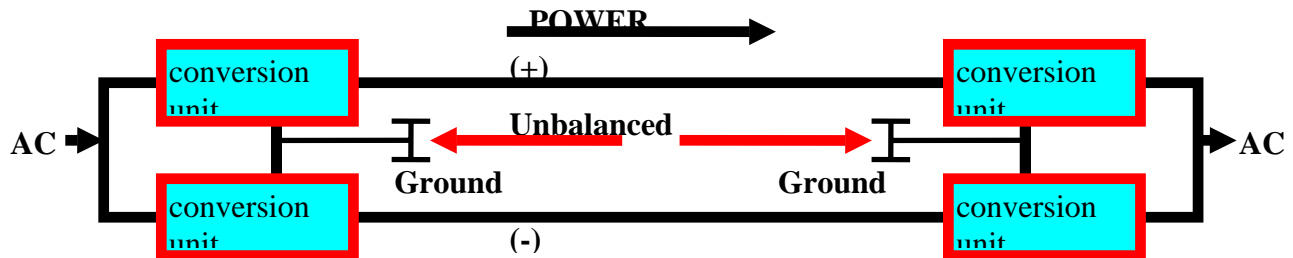 POWER
conversion
unit
(+)
conversion
unit
AC
Unbalanced
AC
Ground
Ground
conversion
unit
(-)
conversion
unit